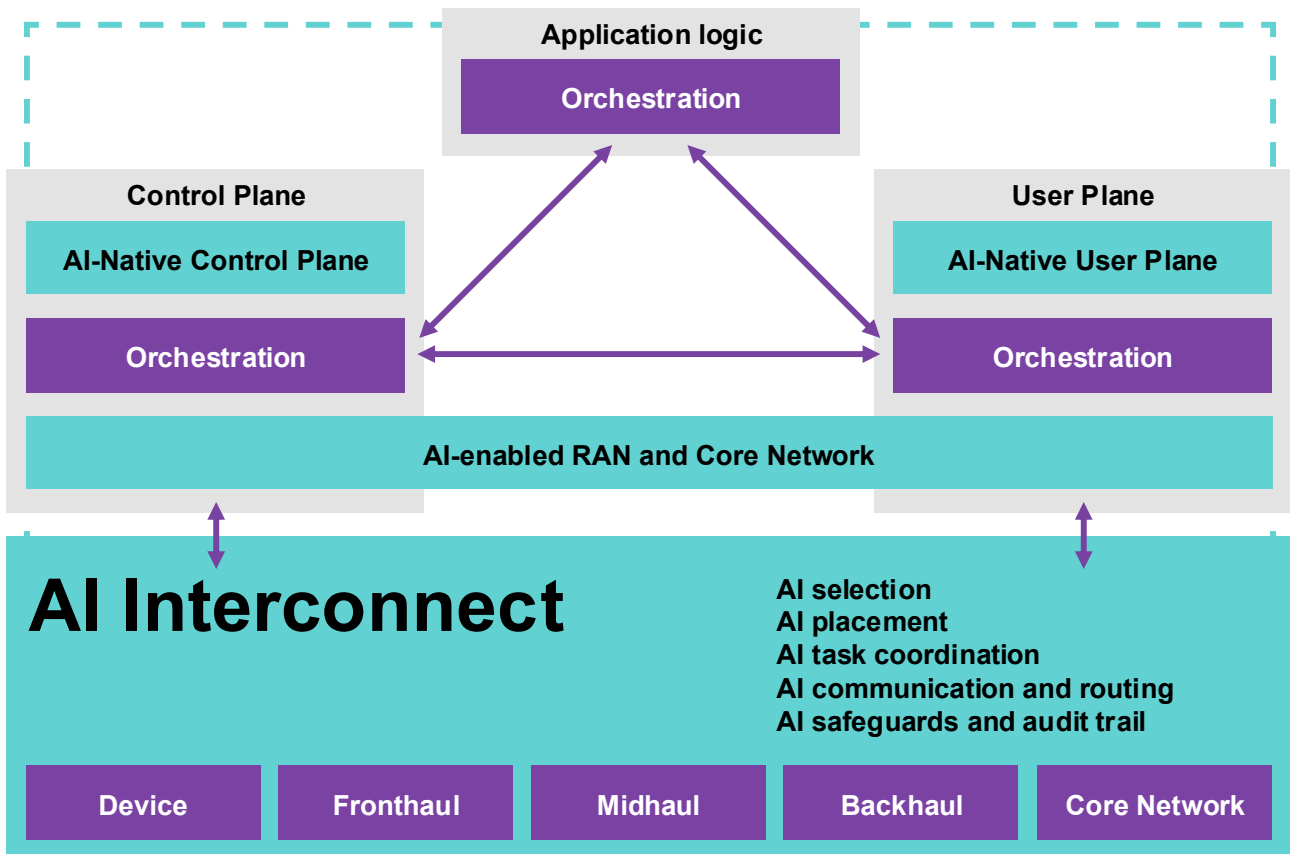 Application logic
Orchestration
Control Plane
AI-Native Control Plane
Orchestration
User Plane
AI-Native User Plane
Orchestration
AI-enabled RAN and Core Network
AI Interconnect
AI selection
AI placement
AI task coordination
AI communication and routing
AI safeguards and audit trail
Device
Fronthaul
Midhaul
Backhaul
Core Network